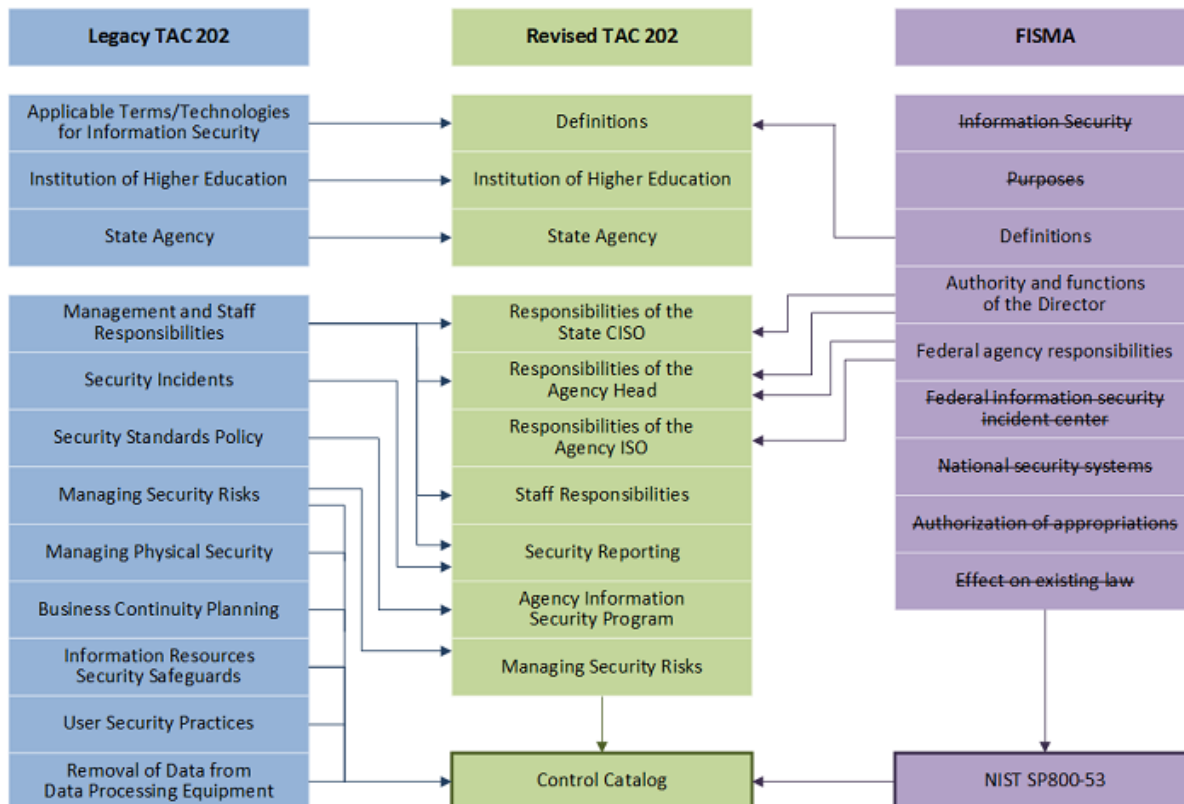 Legacy TAC 202
Applicable Terms/Technologies
for Information Security
Institution of Higher Education
State Agency
Management and Staff
Responsibilities
Security Incidents
Security Standards Policy
Managing Security Risks
Managing Physical Security
Business Continuity Planning
Information Resources
Security Safeguards
User Security Practices
Removal of Data from
Data Processing Equipment
Revised TAC 202
Definitions
Institution of Higher Education
State Agency
Responsibilities of the
State CISO
Responsibilities of the
Agency Head
Responsibilities of the
Agency ISO
Staff Responsibilities
Security Reporting
Agency Information
Security Program
Managing Security Risks
Control Catalog
FISMA
Information Security
Purposes
Definitions
Authority and functions
of the Director
Federal agency responsibilities
Federal information security
incident center
National security systems
Authorization of appropriations
Effect on existing law
NIST SP800-53